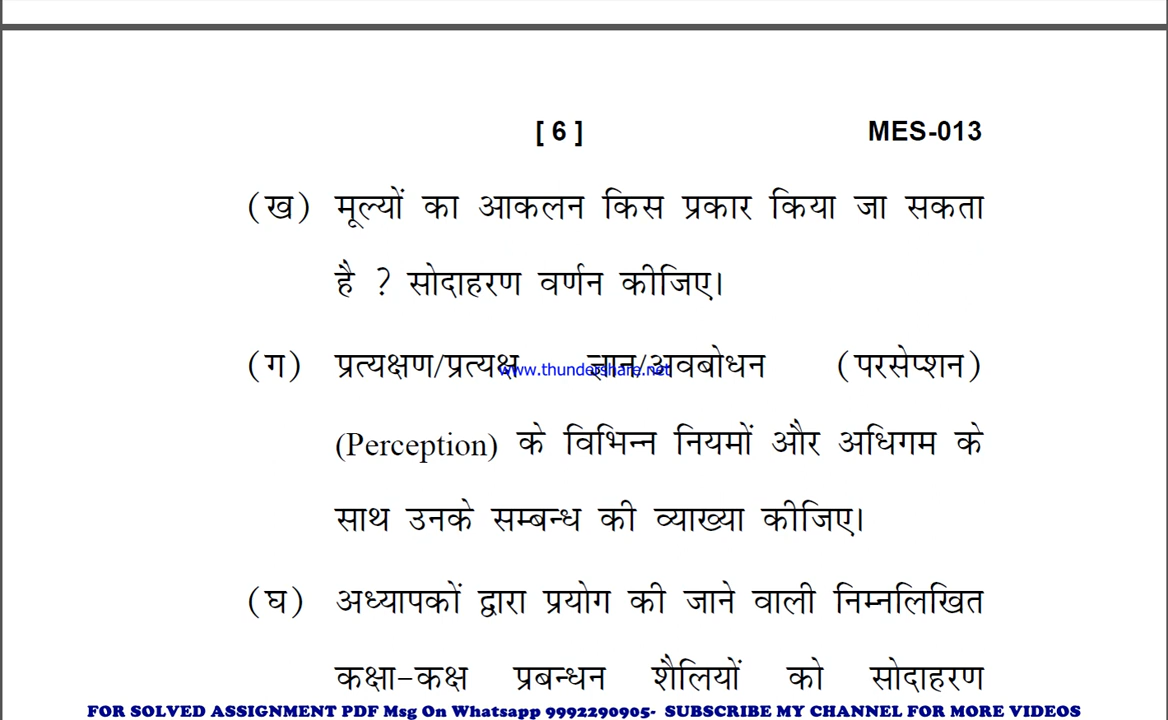 [ 6 ] MES-013
(ख) मूल्यों का आकलन किस प्रकार किया जा सकता
है ? सोदाहरण वर्णन कीजिए।
(ग) प्रत्यक्षण/प्रत्यक्ष ज्ञान/अवबोधन (परसेप्शन)
www.thundershare.net
(Perception) के विभिन्न नियमों और अधिगम के
साथ उनके सम्बन्ध की व्याख्या कीजिए।
(घ) अध्यापकों द्वारा प्रयोग की जाने वाली निम्नलिखित
कक्षा-कक्ष प्रबन्धन शैलियों को सोदाहरण
FOR SOLVED ASSIGNMENT PDF Msg On Whatsapp 9992290905- SUBSCRIBE MY CHANNEL FOR MORE VIDEOS